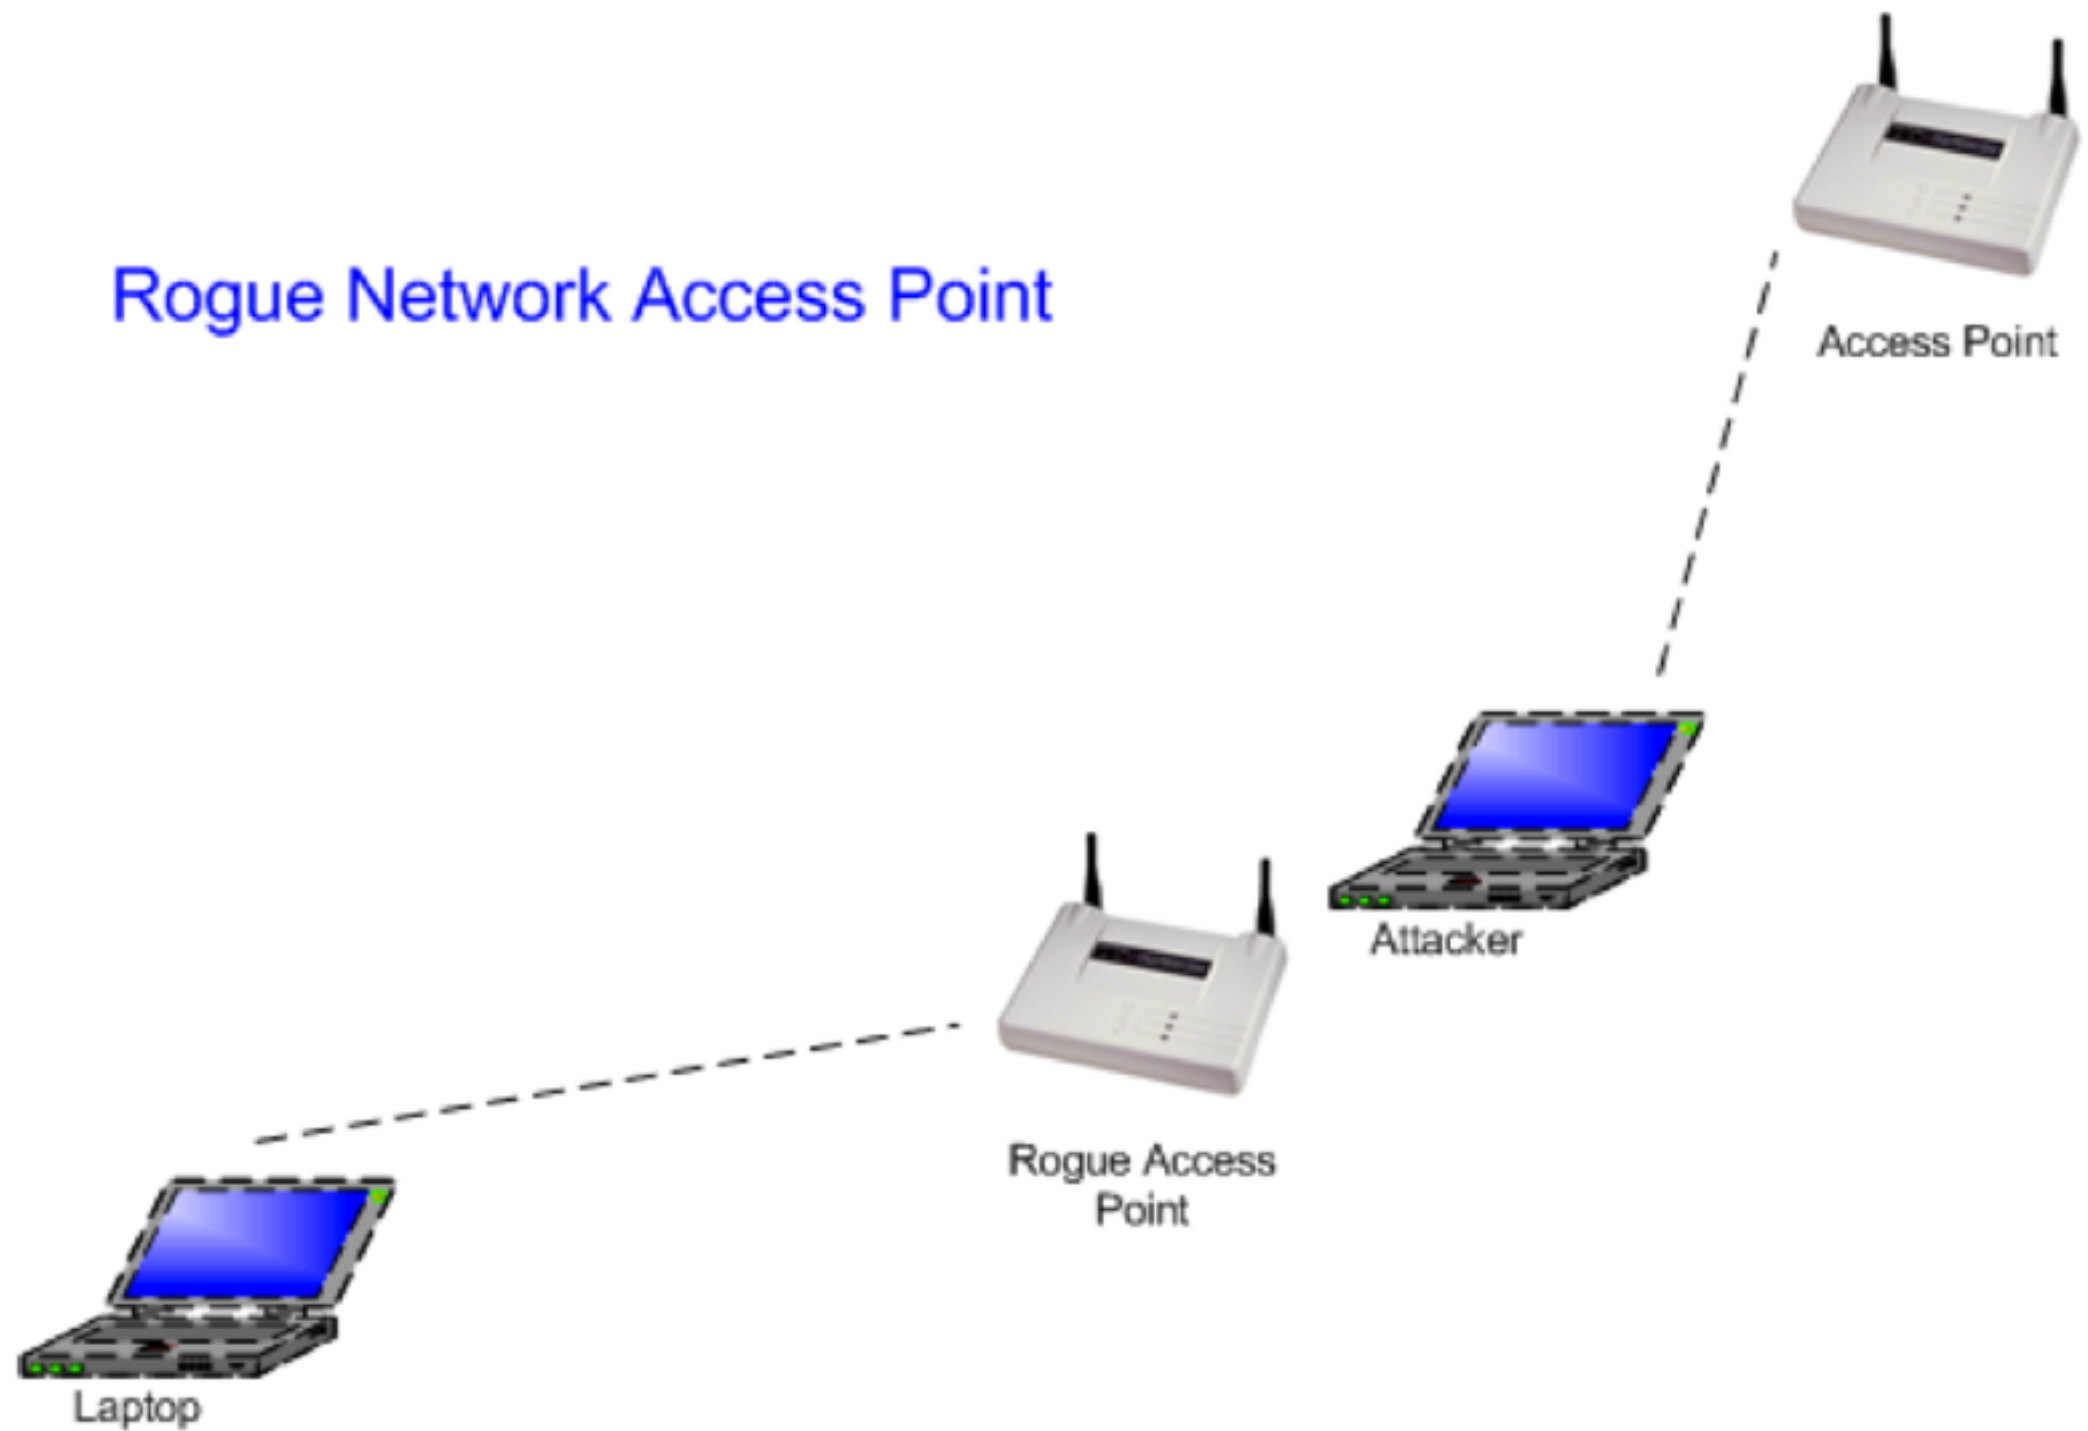 Rogue Network Access Point
Access Point
Attacker
Rogue Access
Point
Laptop